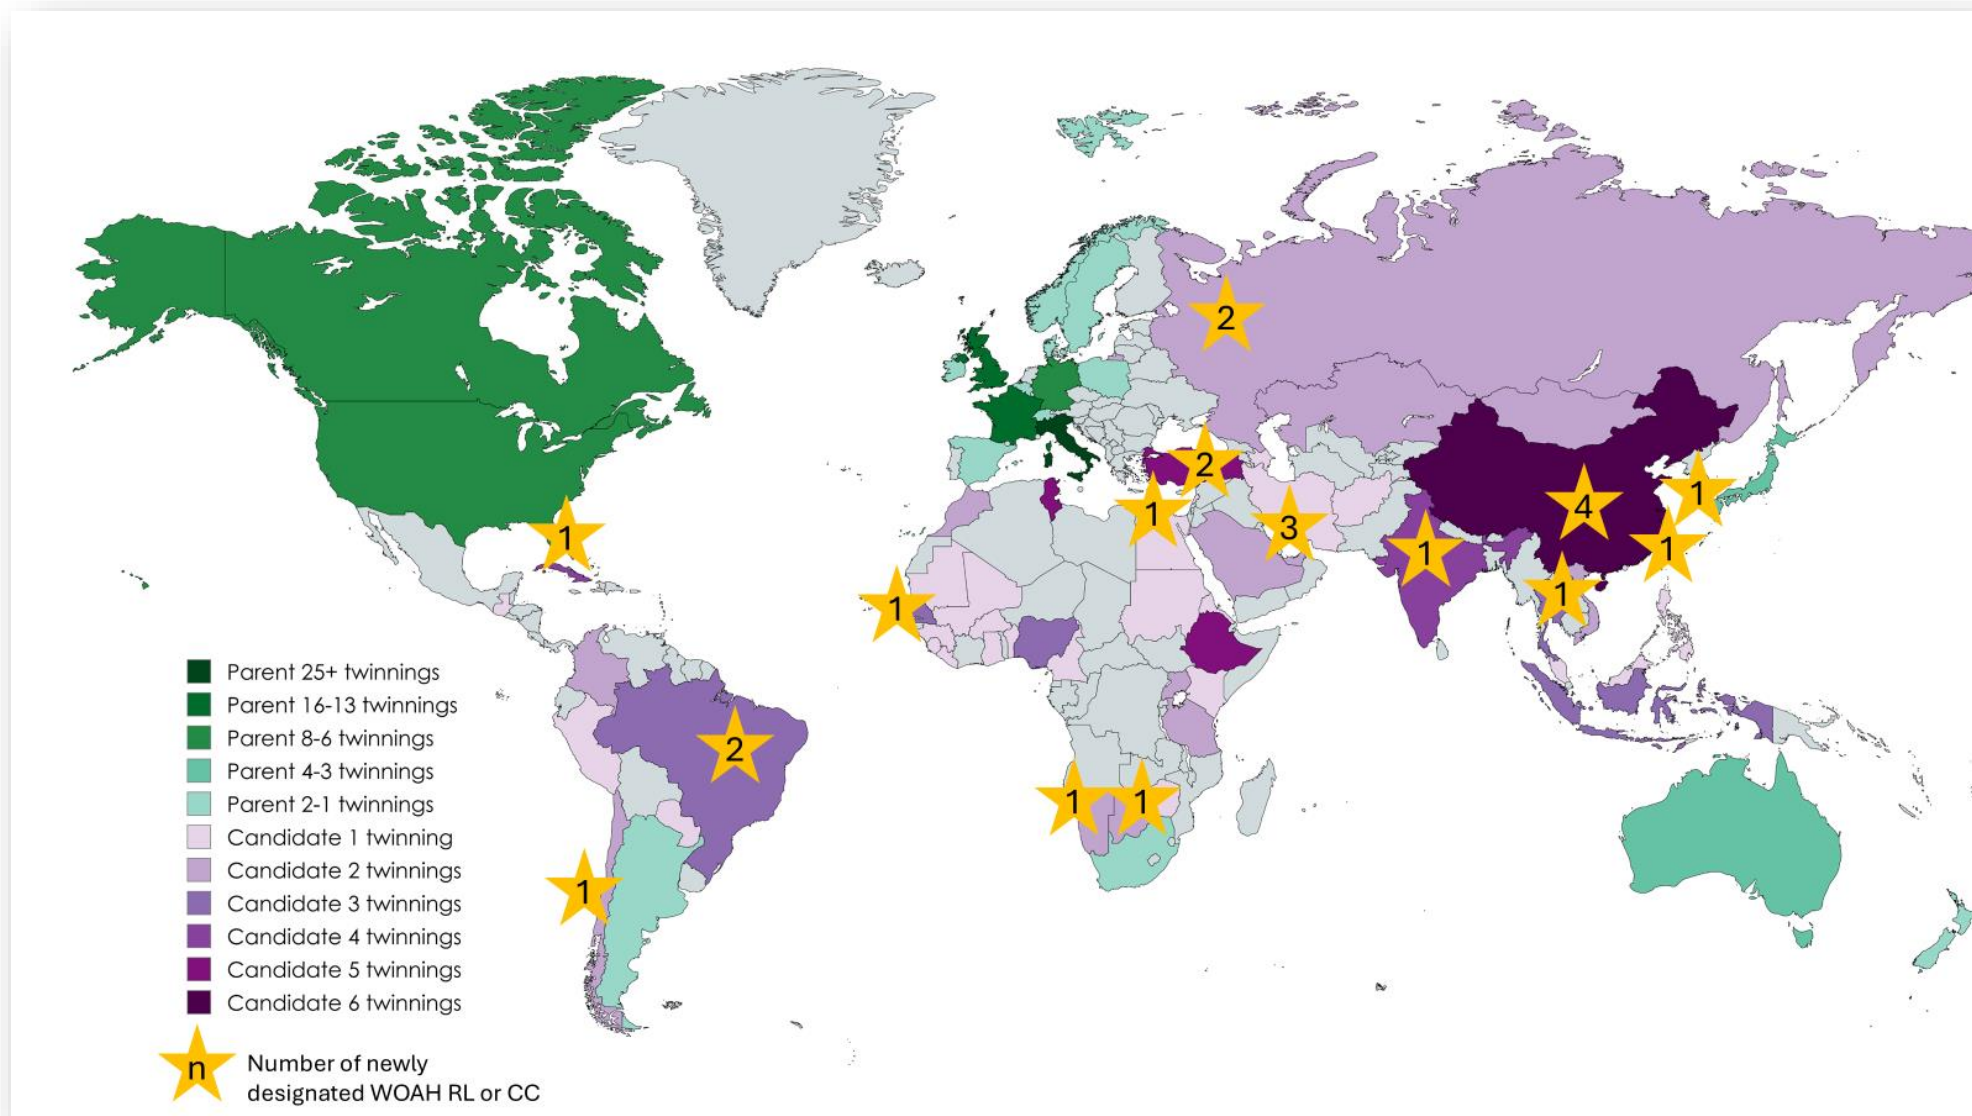 2
2
1
3
1
4
1
1
1
1
1
2
1
1
1
Parent 25+ twinnings
Parent 16-13 twinnings
Parent 8-6 twinnings
Parent 4-3 twinnings
Parent 2-1 twinnings
Candidate 1 twinning
Candidate 2 twinnings
Candidate 3 twinnings
Candidate 4 twinnings
Candidate 5 twinnings
Candidate 6 twinnings
n
Number of newly
designated WOAH RL or CC